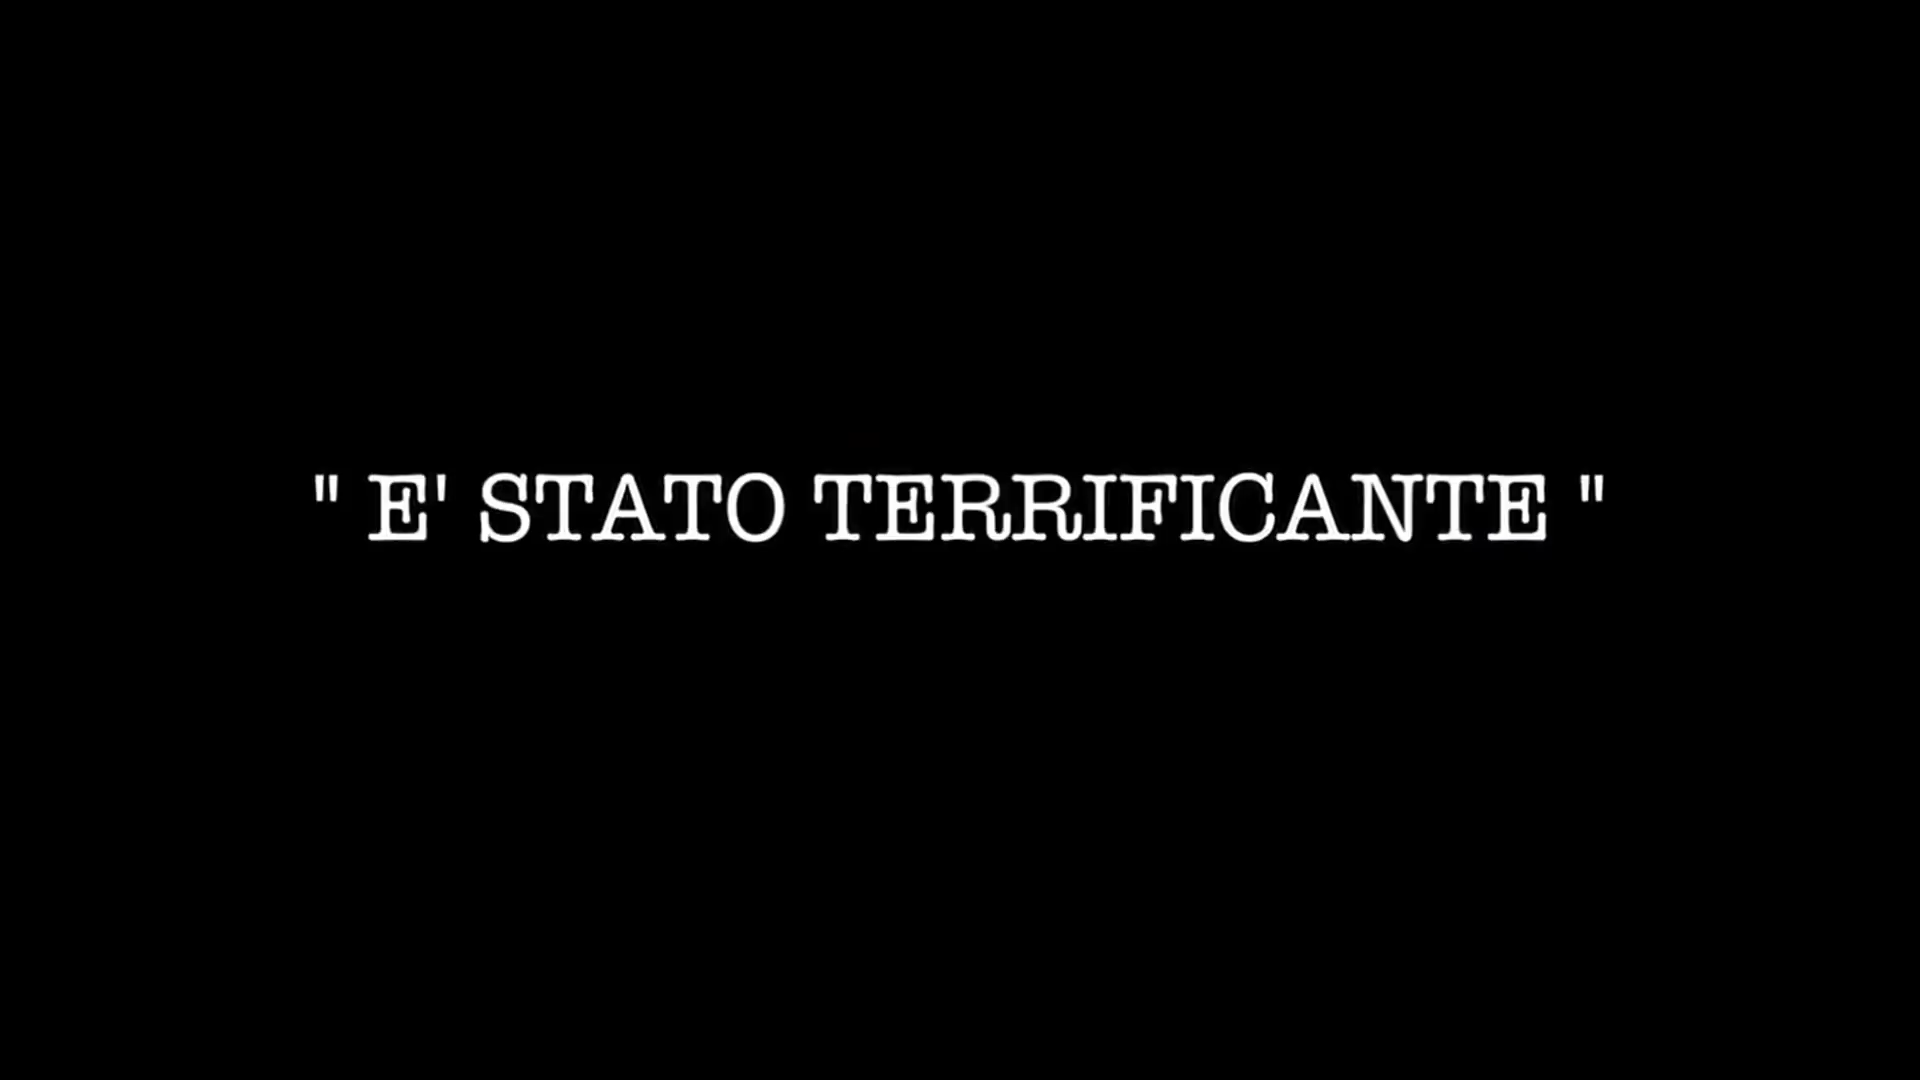 " E' STATO TERRIFICANTE "